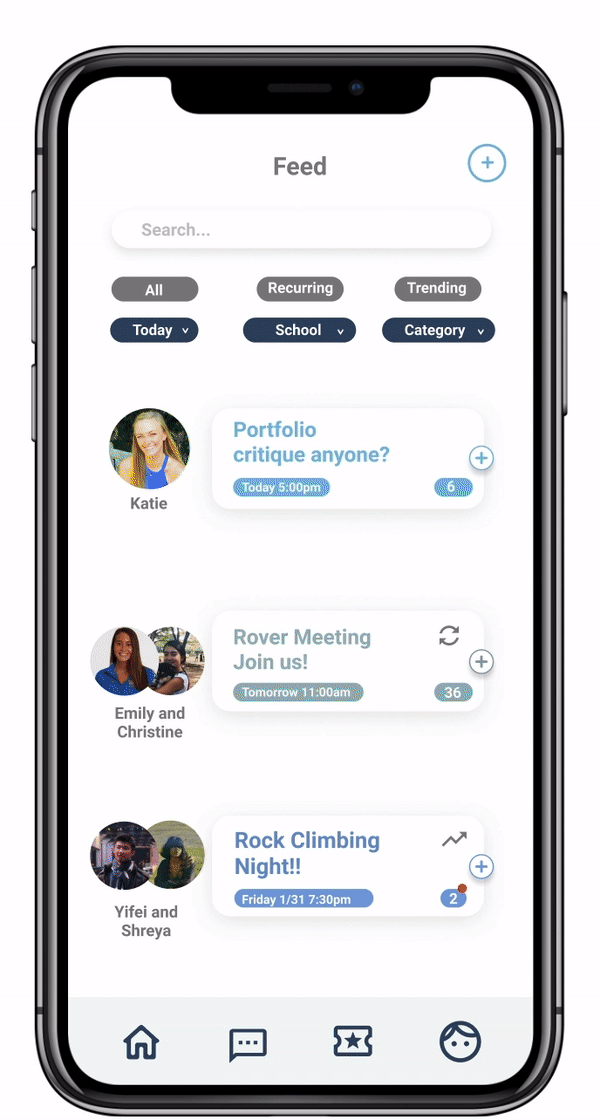 Feed
Search...
All
Recurring
Trending
Today
School
Category
Portfolio
critique anyone?
Today 5:00pm
6
Katie
Rover Meeting
Join us!
Tomorrow 11:00am
36
Emily and
Christine
Rock Climbing
Night!!
Friday 1/31 7:30pm
2
Yifei and
Shreya